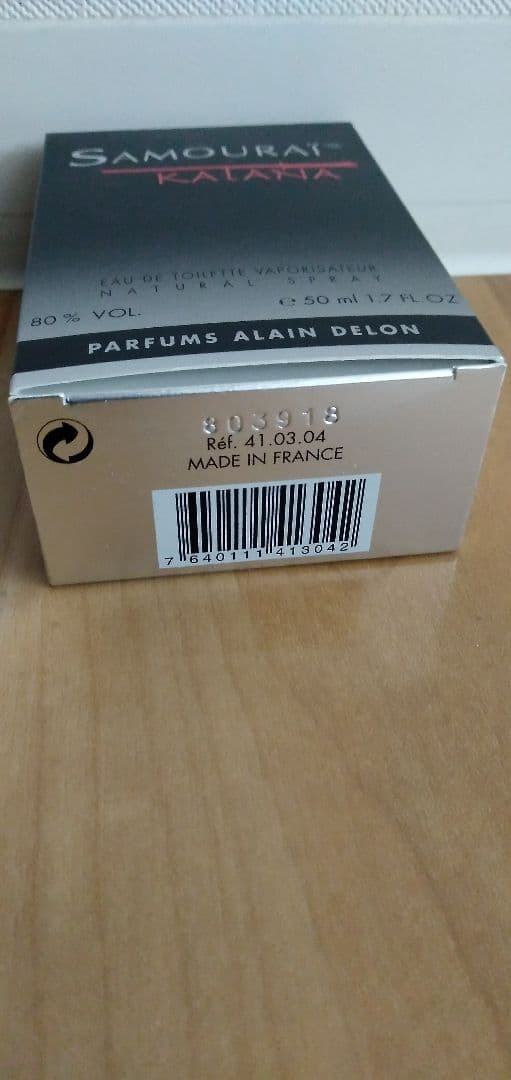 SAMOURAÏ™
KATANA
EAU DE TOILETTE VAPORISATEUR
NATURAL SPRAY
80 % VOL.
℮ 50 ml 1.7 FL.OZ
PARFUMS ALAIN DELON
803918
Réf. 41.03.04
MADE IN FRANCE
7 640111 413042